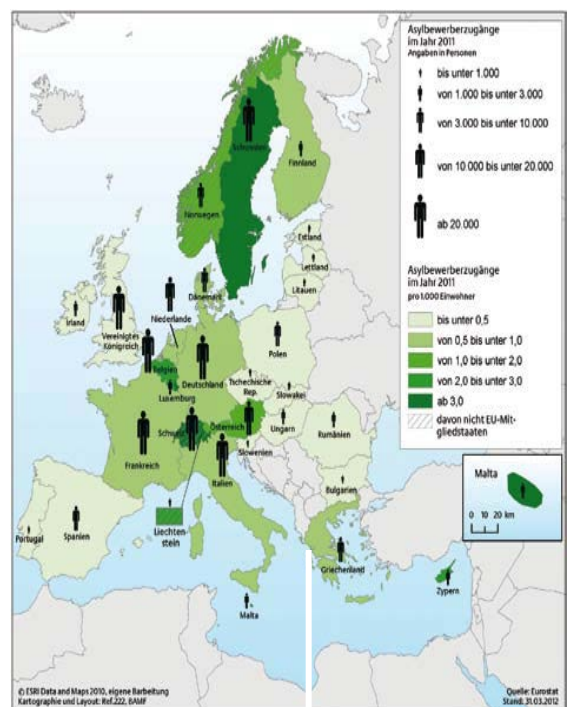 Asylbewerberzugänge
im Jahr 2011
Angaben in Personen
bis unter 1.000
von 1.000 bis unter 3.000
von 3.000 bis unter 10.000
von 10.000 bis unter 20.000
ab 20.000
Asylbewerberzugänge
im Jahr 2011
pro 1.000 Einwohner
bis unter 0,5
von 0,5 bis unter 1,0
von 1,0 bis unter 2,0
von 2,0 bis unter 3,0
ab 3,0
davon nicht EU-Mit-
gliedstaaten
Malta
0 10 20 km
Schweden
Finnland
Norwegen
Estland
Lettland
Litauen
Dänemark
Irland
Vereinigtes
Königreich
Niederlande
Belgien
Deutschland
Polen
Luxemburg
Tschechische
Rep.
Slowakei
Schweiz
Österreich
Ungarn
Rumänien
Frankreich
Slowenien
Italien
Bulgarien
Liechten-
stein
Portugal
Spanien
Griechenland
Malta
Zypern
© ESRI Data and Maps 2010, eigene Barbeitung
Kartographie und Layout: Ref.222, BAMF
Quelle: Eurostat
Stand: 31.03.2012